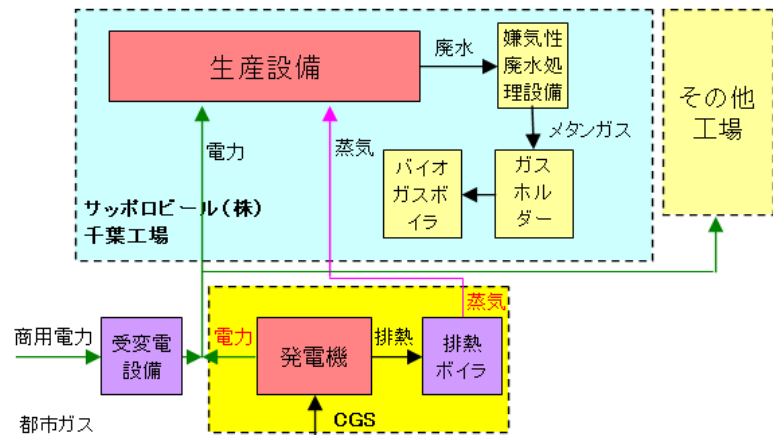 生産設備
廃水
嫌気性
廃水処
理設備
その他
工場
メタンガス
電力
蒸気
バイオ
ガスボ
イラ
ガス
ホル
ダー
サッポロビール(株)
千葉工場
蒸気
商用電力
受変電
設備
電力
発電機
排熱
排熱
ボイラ
都市ガス
CGS